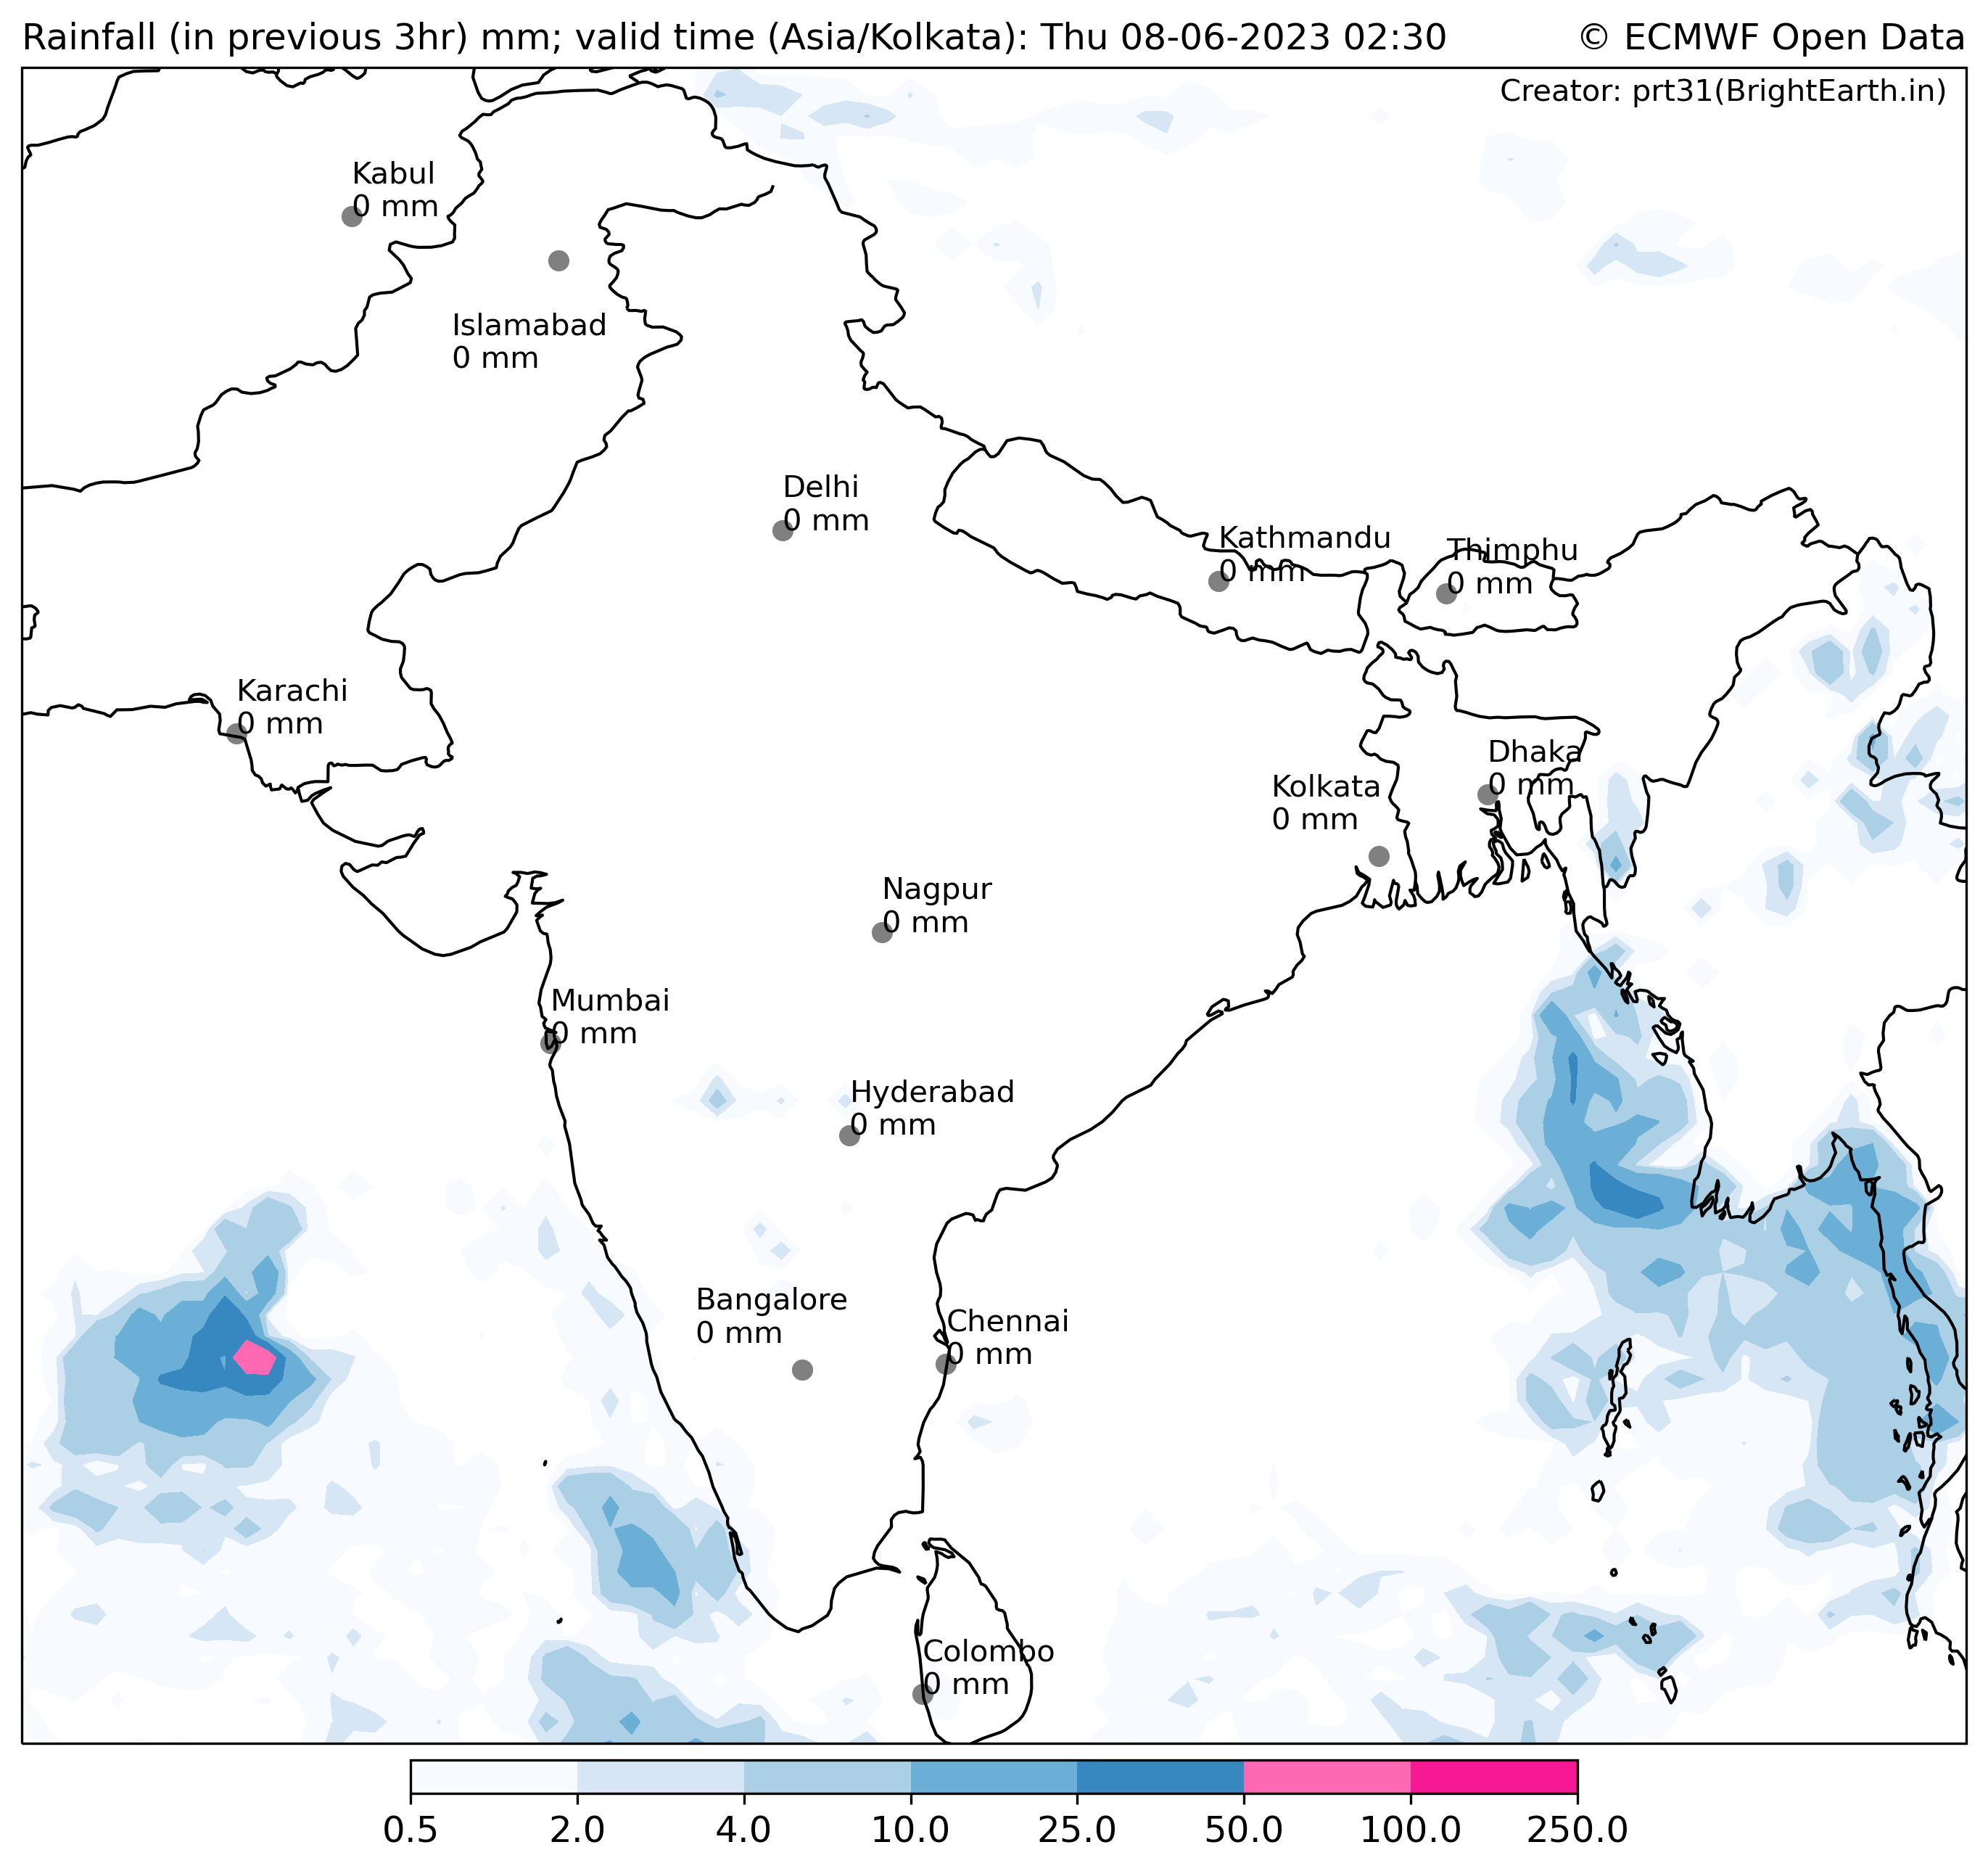 Rainfall (in previous 3hr) mm; valid time (Asia/Kolkata): Thu 08-06-2023 02:30
© ECMWF Open Data
Creator: prt31(BrightEarth.in)
Kabul
0 mm
Islamabad
0 mm
Delhi
0 mm
Kathmandu
0 mm
Thimphu
0 mm
Karachi
0 mm
Dhaka
0 mm
Kolkata
0 mm
Nagpur
0 mm
Mumbai
0 mm
Hyderabad
0 mm
Bangalore
0 mm
Chennai
0 mm
Colombo
0 mm
0.5 2.0 4.0 10.0 25.0 50.0 100.0 250.0